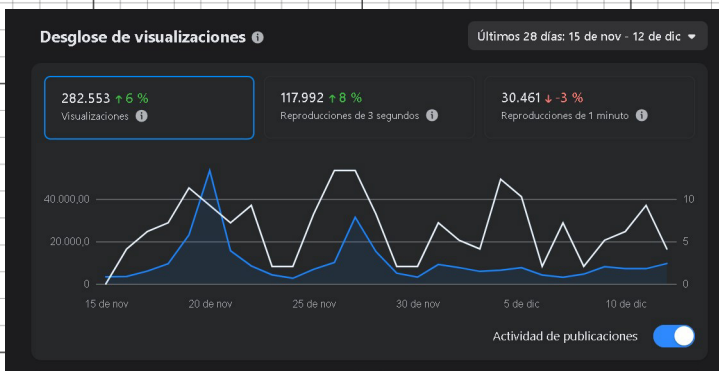 Desglose de visualizaciones
Últimos 28 días: 15 de nov - 12 de dic
282.553 ↑ 6 %
Visualizaciones
117.992 ↑ 8 %
Reproducciones de 3 segundos
30.461 ↓ -3 %
Reproducciones de 1 minuto
40.000,00
10
20.000,0
5
0
0
15 de nov
20 de nov
25 de nov
30 de nov
5 de dic
10 de dic
Actividad de publicaciones